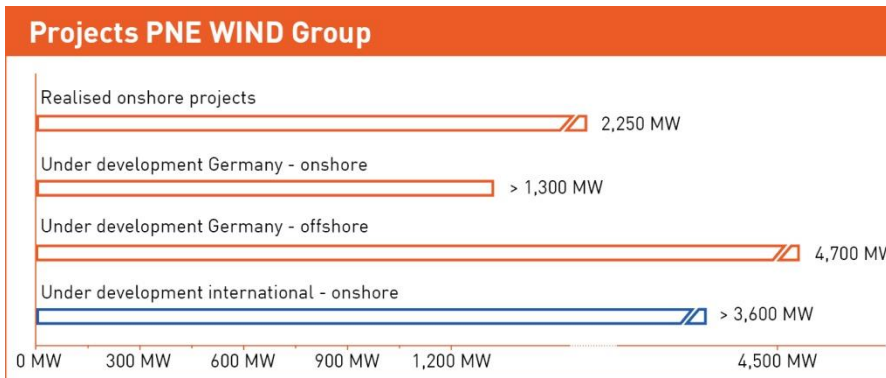 Projects PNE WIND Group
Realised onshore projects
2,250 MW
Under development Germany - onshore
> 1,300 MW
Under development Germany - offshore
4,700 MW
Under development international - onshore
> 3,600 MW
0 MW 300 MW 600 MW 900 MW 1,200 MW 4,500 MW